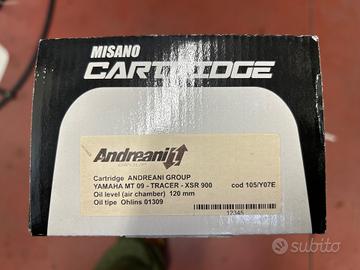 MISANO
CARTRIDGE
Andreani
GROUP
Cartridge ANDREANI GROUP
YAMAHA MT 09 - TRACER - XSR 900 cod 105/Y07E
Oil level (air chamber) 120 mm
Oil tipe Ohlins 01309
12345
subito